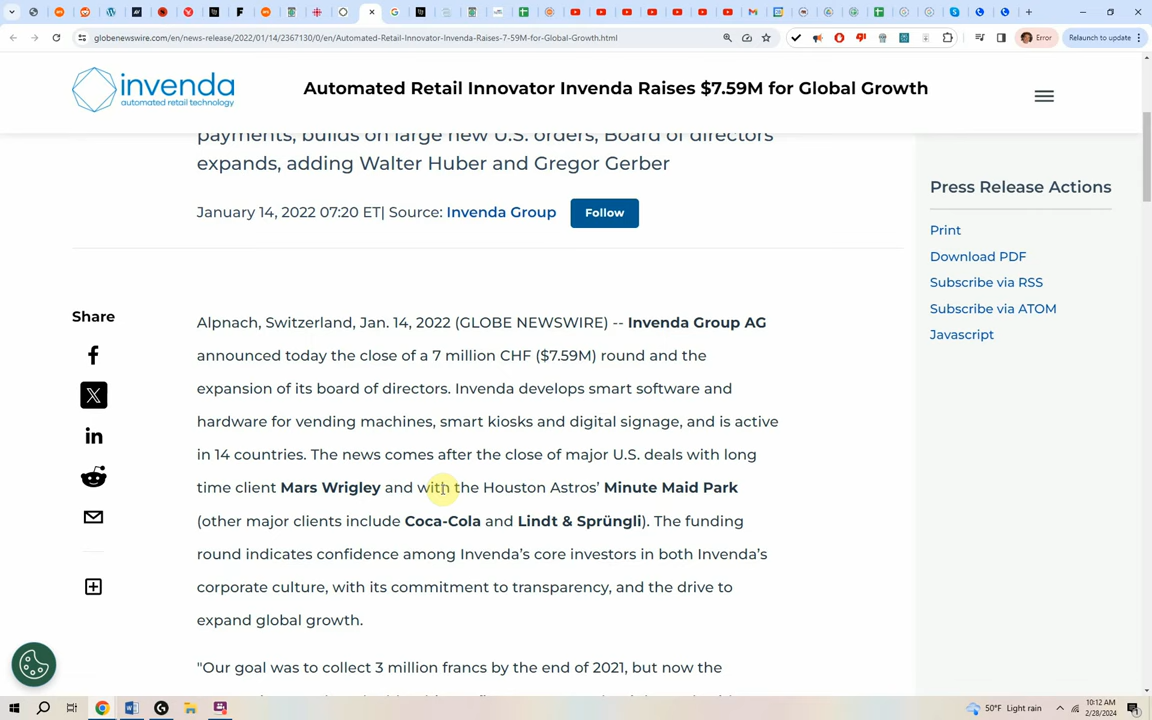 globenewswire.com/en/news-release/2022/01/14/2367130/0/en/Automated-Retail-Innovator-Invenda-Raises-7-59M-for-Global-Growth.html
Error
Relaunch to update
invenda
automated retail technology
Automated Retail Innovator Invenda Raises $7.59M for Global Growth
payments, builds on large new U.S. orders, Board of directors
expands, adding Walter Huber and Gregor Gerber
January 14, 2022 07:20 ET| Source: Invenda Group
Follow
Press Release Actions
Print
Download PDF
Subscribe via RSS
Subscribe via ATOM
Javascript
Share
Alpnach, Switzerland, Jan. 14, 2022 (GLOBE NEWSWIRE) -- Invenda Group AG
announced today the close of a 7 million CHF ($7.59M) round and the
expansion of its board of directors. Invenda develops smart software and
hardware for vending machines, smart kiosks and digital signage, and is active
in 14 countries. The news comes after the close of major U.S. deals with long
time client Mars Wrigley and with the Houston Astros’ Minute Maid Park
(other major clients include Coca-Cola and Lindt & Sprüngli). The funding
round indicates confidence among Invenda’s core investors in both Invenda’s
corporate culture, with its commitment to transparency, and the drive to
expand global growth.
"Our goal was to collect 3 million francs by the end of 2021, but now the
50°F Light rain
10:12 AM
2/28/2024